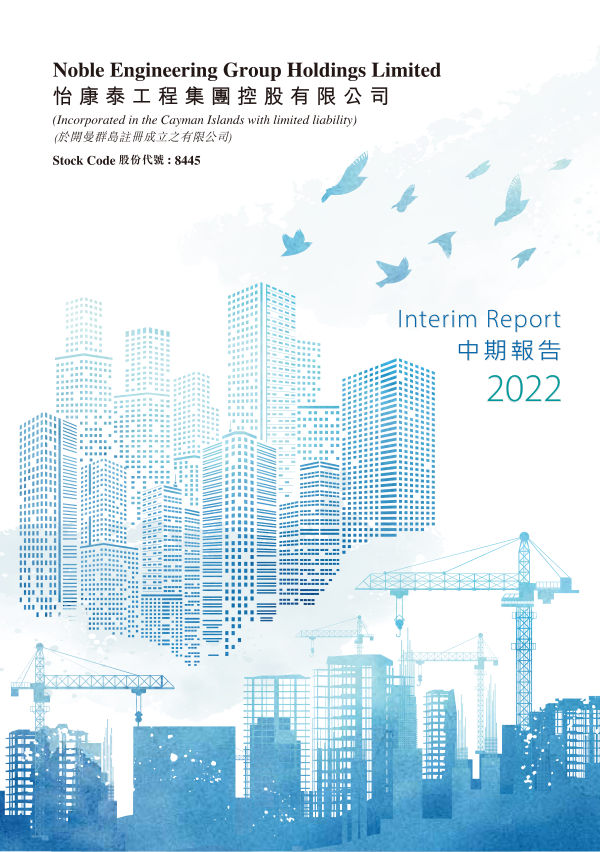 Noble Engineering Group Holdings Limited
怡康泰工程集團控股有限公司
(Incorporated in the Cayman Islands with limited liability)
(於開曼群島註冊成立之有限公司)
Stock Code 股份代號 : 8445
Interim Report
中期報告
2022